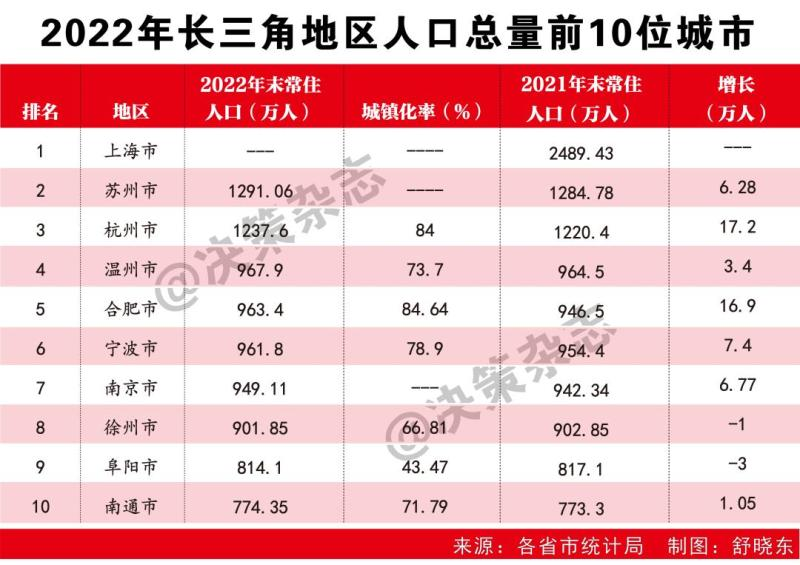 2022年长三角地区人口总量前10位城市
排名 地区 2022年末常住人口（万人） 城镇化率（%） 2021年末常住人口（万人） 增长（万人）
1 上海市 --- ---- 2489.43 ---
2 苏州市 1291.06 ---- 1284.78 6.28
3 杭州市 1237.6 84 1220.4 17.2
4 温州市 967.9 73.7 964.5 3.4
5 合肥市 963.4 84.64 946.5 16.9
6 宁波市 961.8 78.9 954.4 7.4
7 南京市 949.11 --- 942.34 6.77
8 徐州市 901.85 66.81 902.85 -1
9 阜阳市 814.1 43.47 817.1 -3
10 南通市 774.35 71.79 773.3 1.05
@决策杂志
@决策杂志
来源：各省市统计局 制图：舒晓东